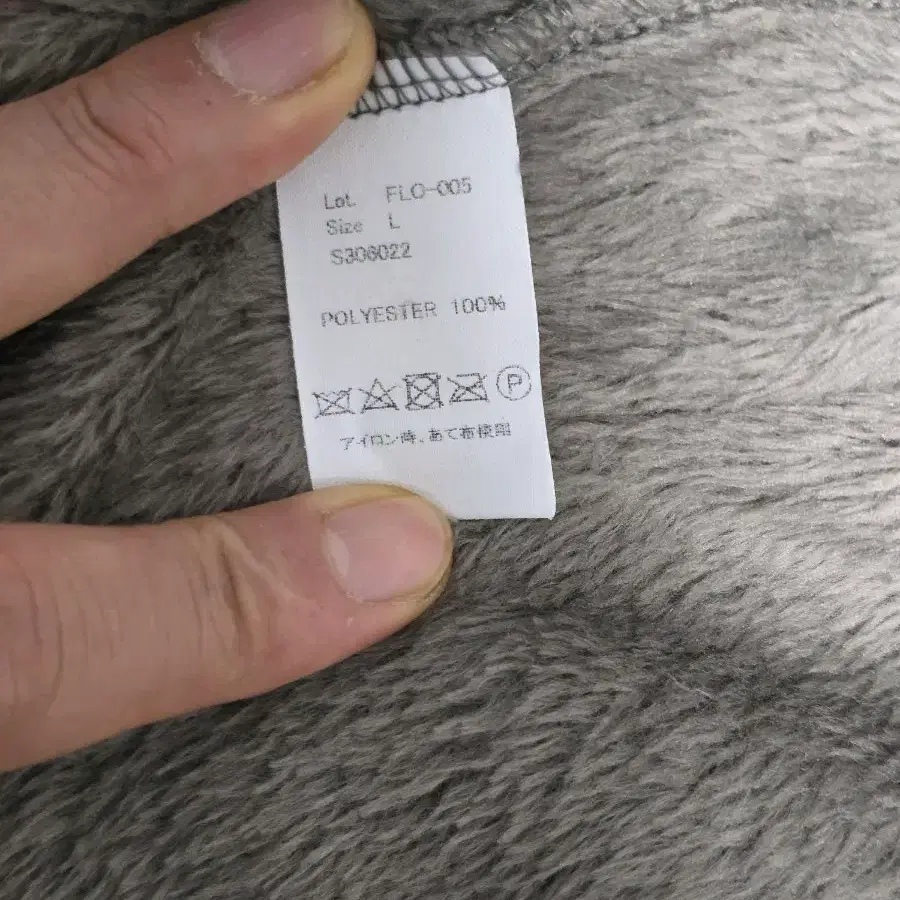 Lot. FLO-005
Size L
S306022
POLYESTER 100%
P
アイロン時、あて布使用